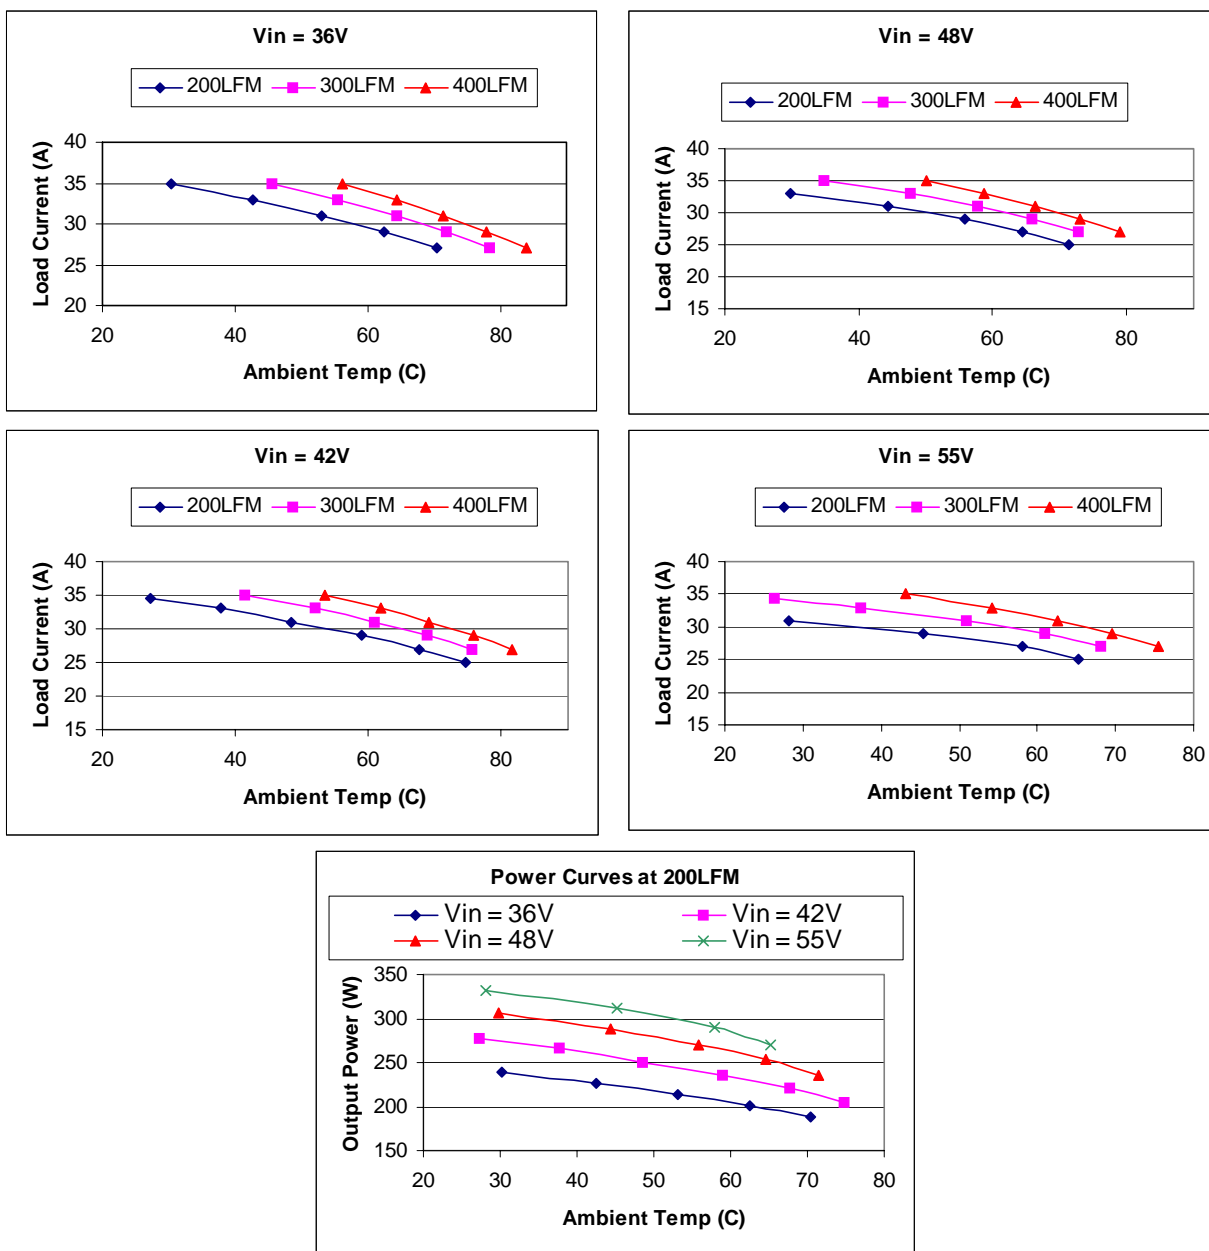 Vin = 36V
200LFM 300LFM 400LFM
Load Current (A)
40
35
30
25
20
20 40 60 80
Ambient Temp (C)
Vin = 48V
200LFM 300LFM 400LFM
Load Current (A)
40
35
30
25
20
15
20 40 60 80
Ambient Temp (C)
Vin = 42V
200LFM 300LFM 400LFM
Load Current (A)
40
35
30
25
20
15
20 40 60 80
Ambient Temp (C)
Vin = 55V
200LFM 300LFM 400LFM
Load Current (A)
40
35
30
25
20
15
20 30 40 50 60 70 80
Ambient Temp (C)
Power Curves at 200LFM
Vin = 36V Vin = 42V
Vin = 48V Vin = 55V
Output Power (W)
350
300
250
200
150
20 30 40 50 60 70 80
Ambient Temp (C)